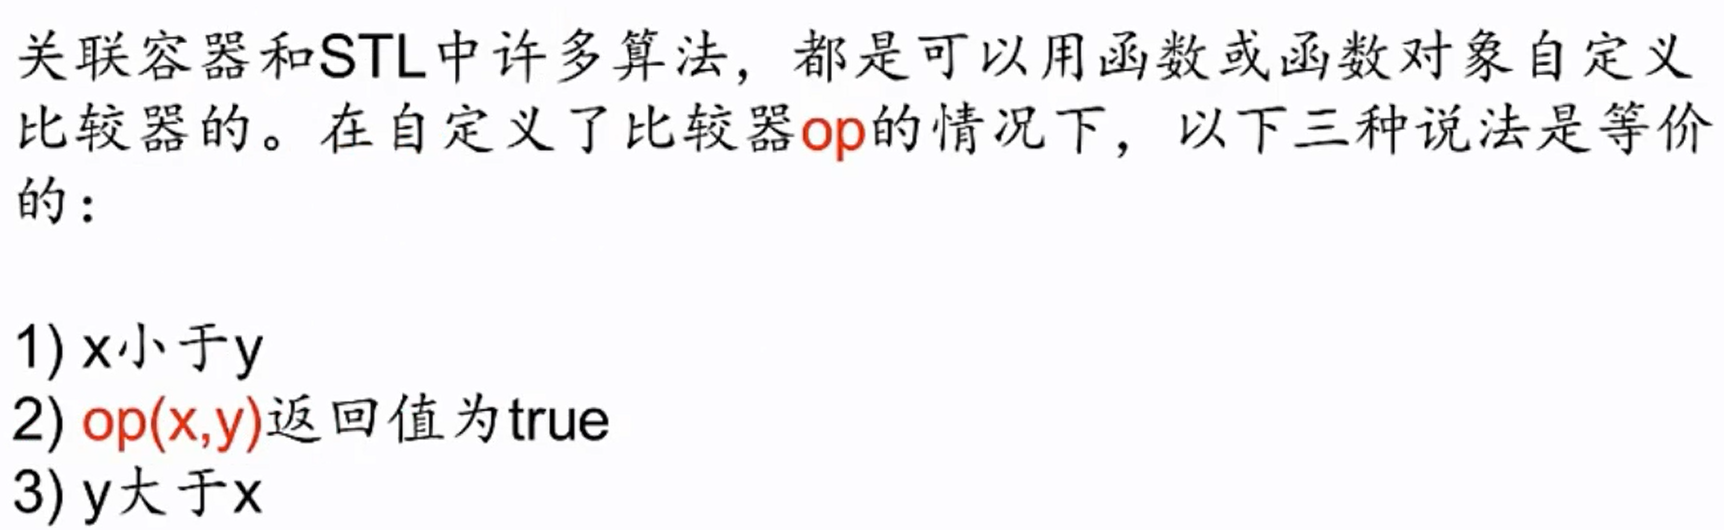 关联容器和STL中许多算法，都是可以用函数或函数对象自定义
比较器的。在自定义了比较器op的情况下，以下三种说法是等价
的：
1) x小于y
2) op(x,y)返回值为true
3) y大于x